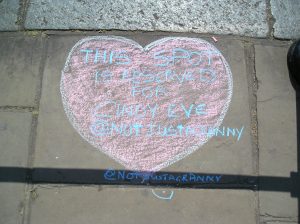 THIS SPOT
IS RESERVED
FOR
CINDY EVE
@NOTJUSTAGRANNY
@NOTJUSTAGRANNY